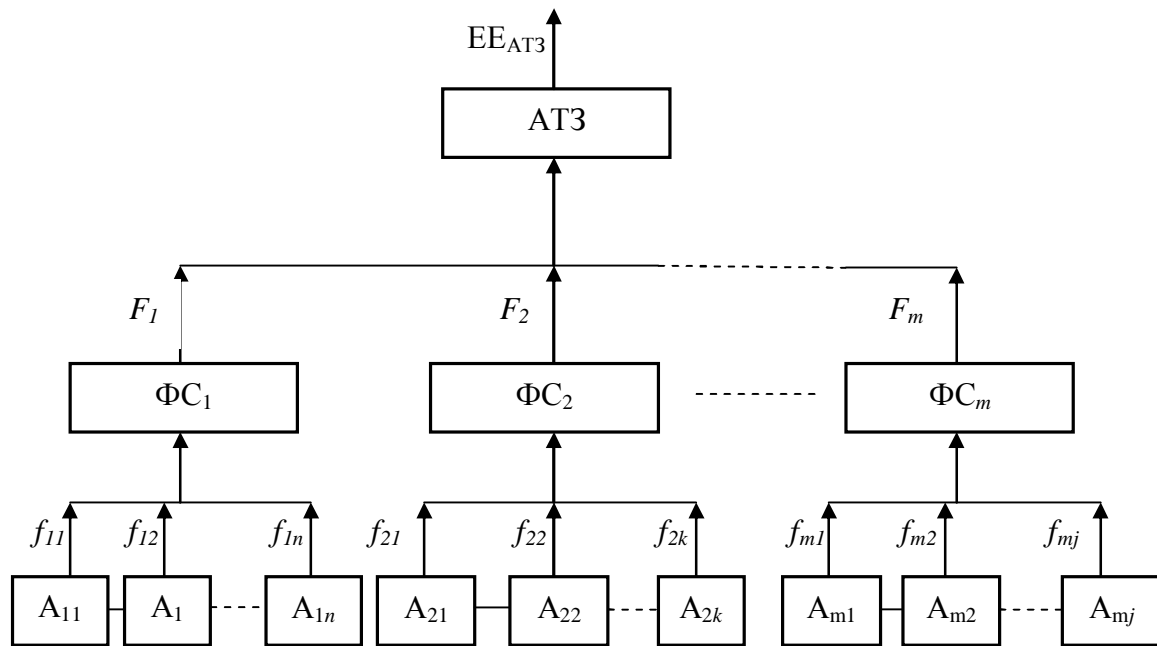 EE_АТЗ
АТЗ
F_1 F_2 F_m
ФС_1 ФС_2 ФС_m
f_11 f_12 f_1n f_21 f_22 f_2k f_m1 f_m2 f_mj
A_11 A_1 A_1n A_21 A_22 A_2k A_m1 A_m2 A_mj